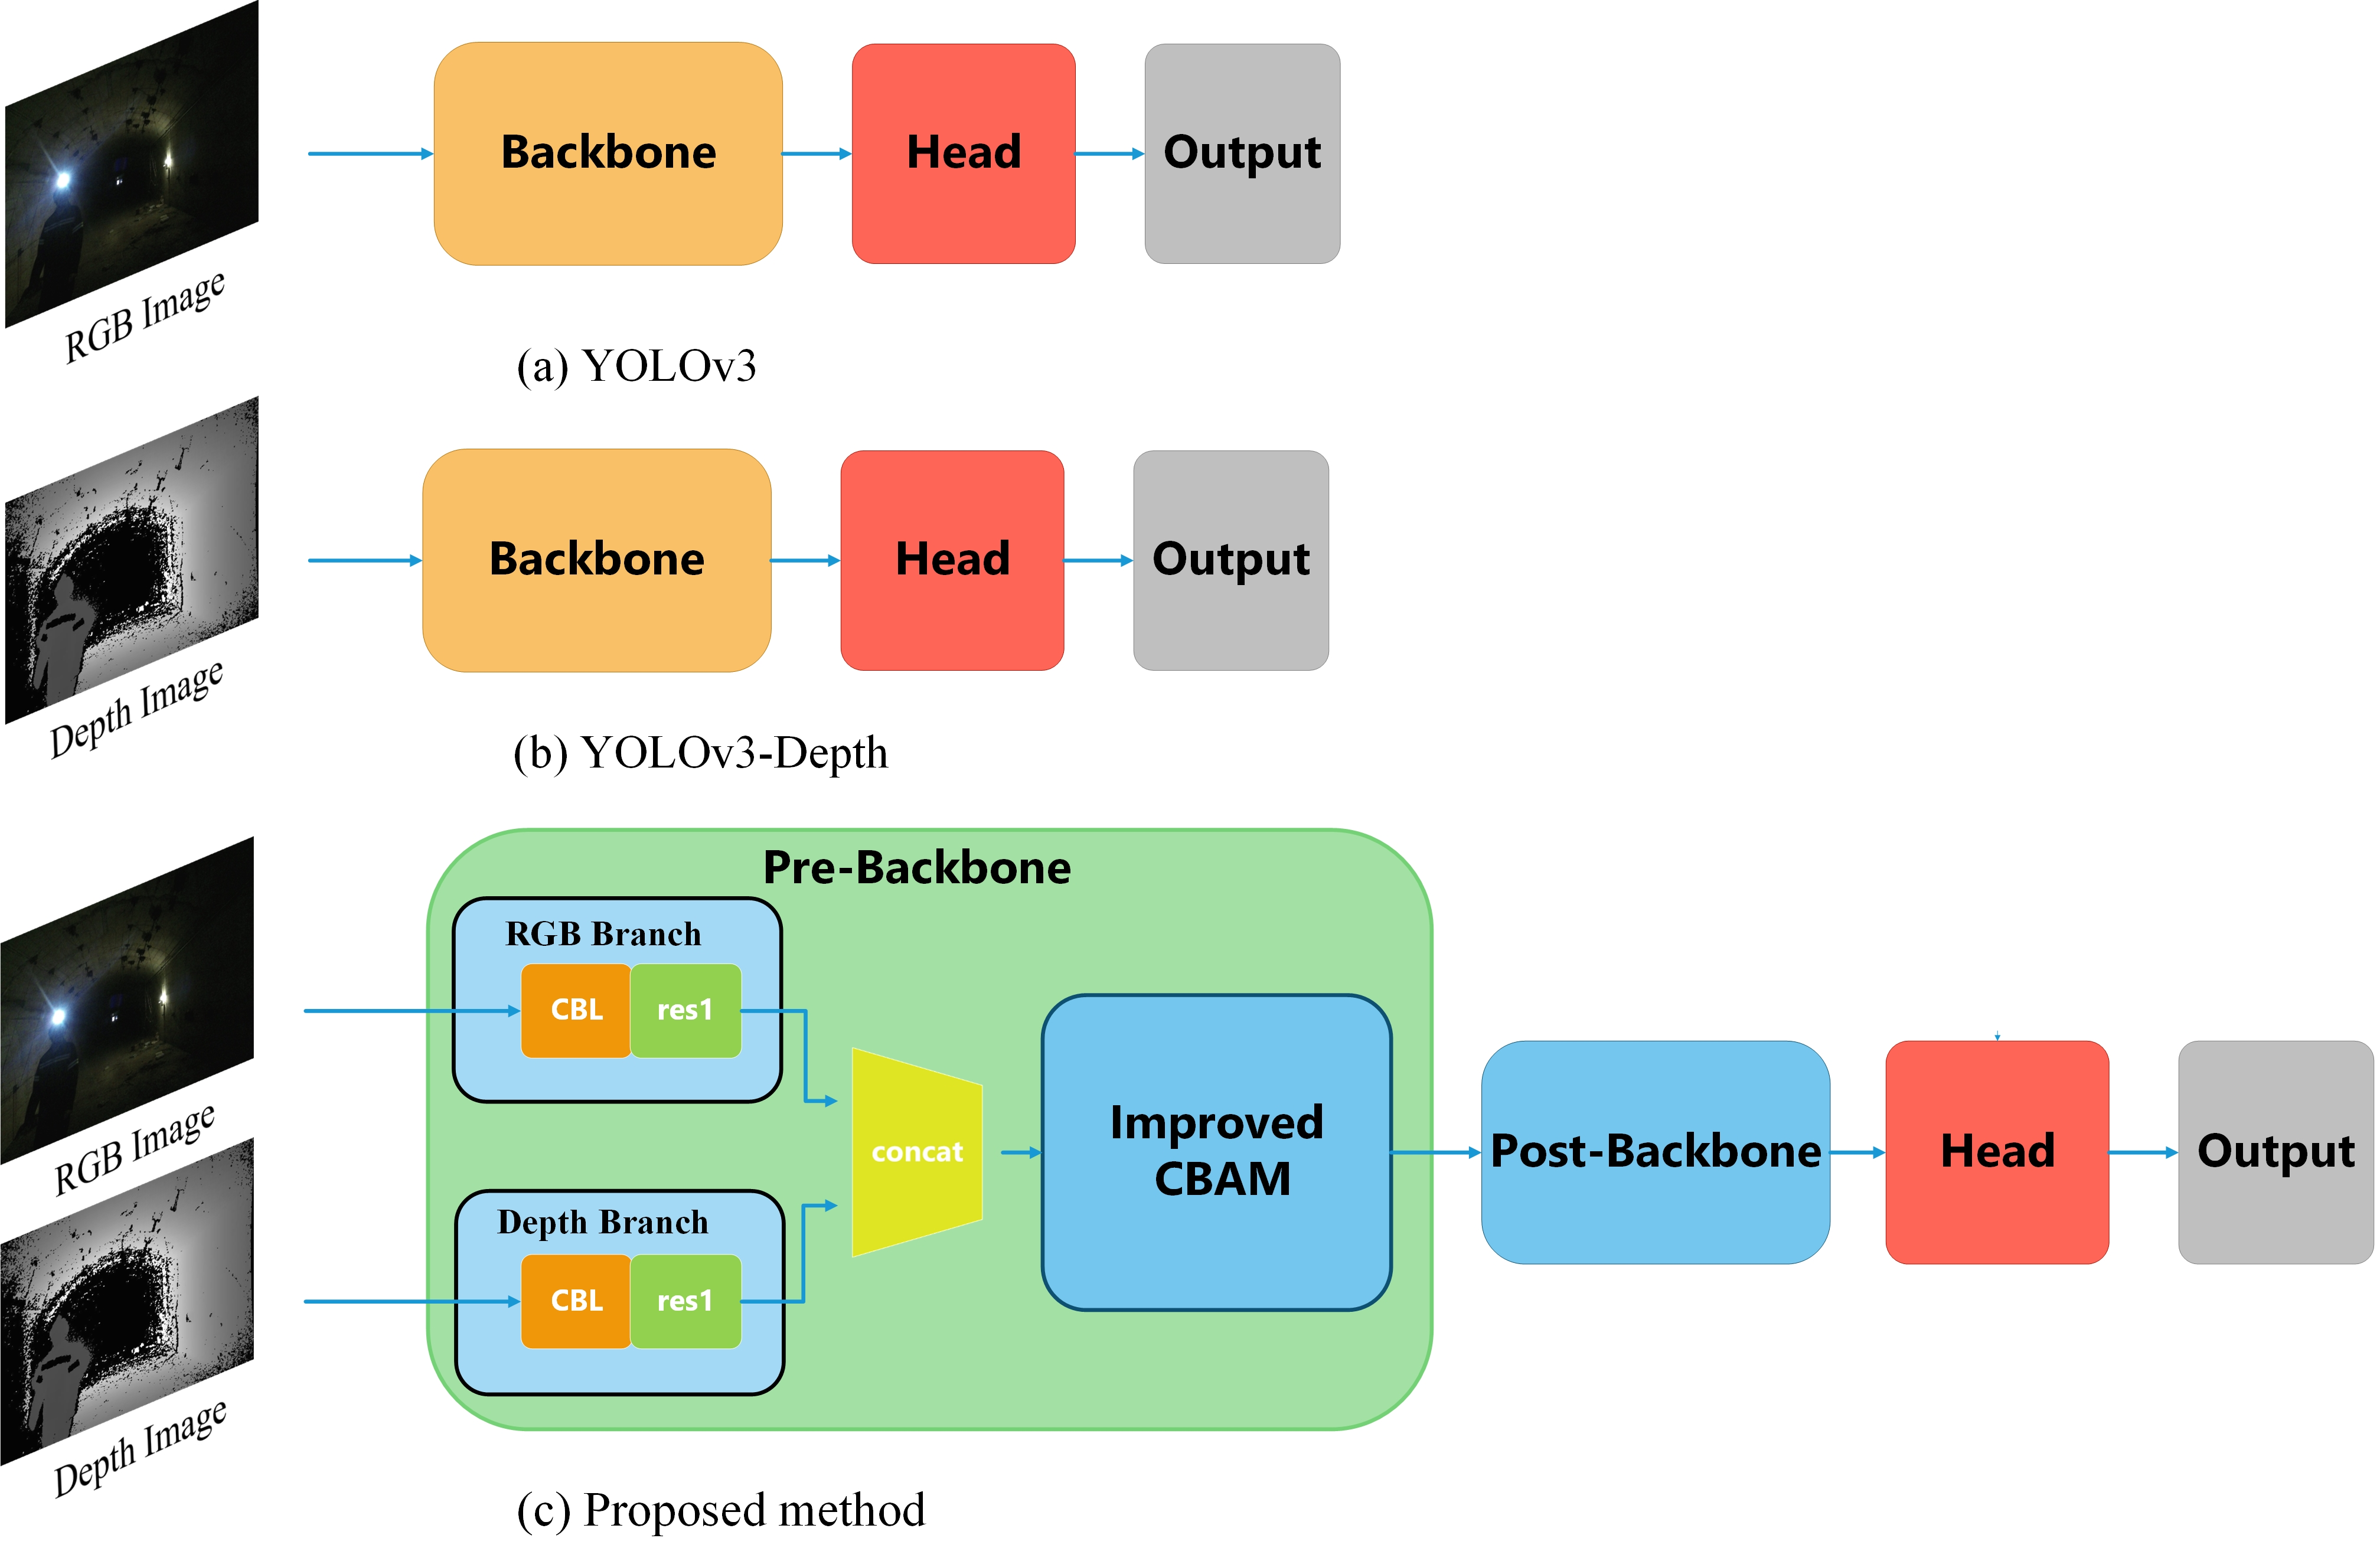 Backbone
Head
Output
RGB Image
(a) YOLOv3
Backbone
Head
Output
Depth Image
(b) YOLOv3-Depth
Pre-Backbone
RGB Branch
CBL
res1
RGB Image
concat
Improved
CBAM
Post-Backbone
Head
Output
Depth Branch
CBL
res1
Depth Image
(c) Proposed method